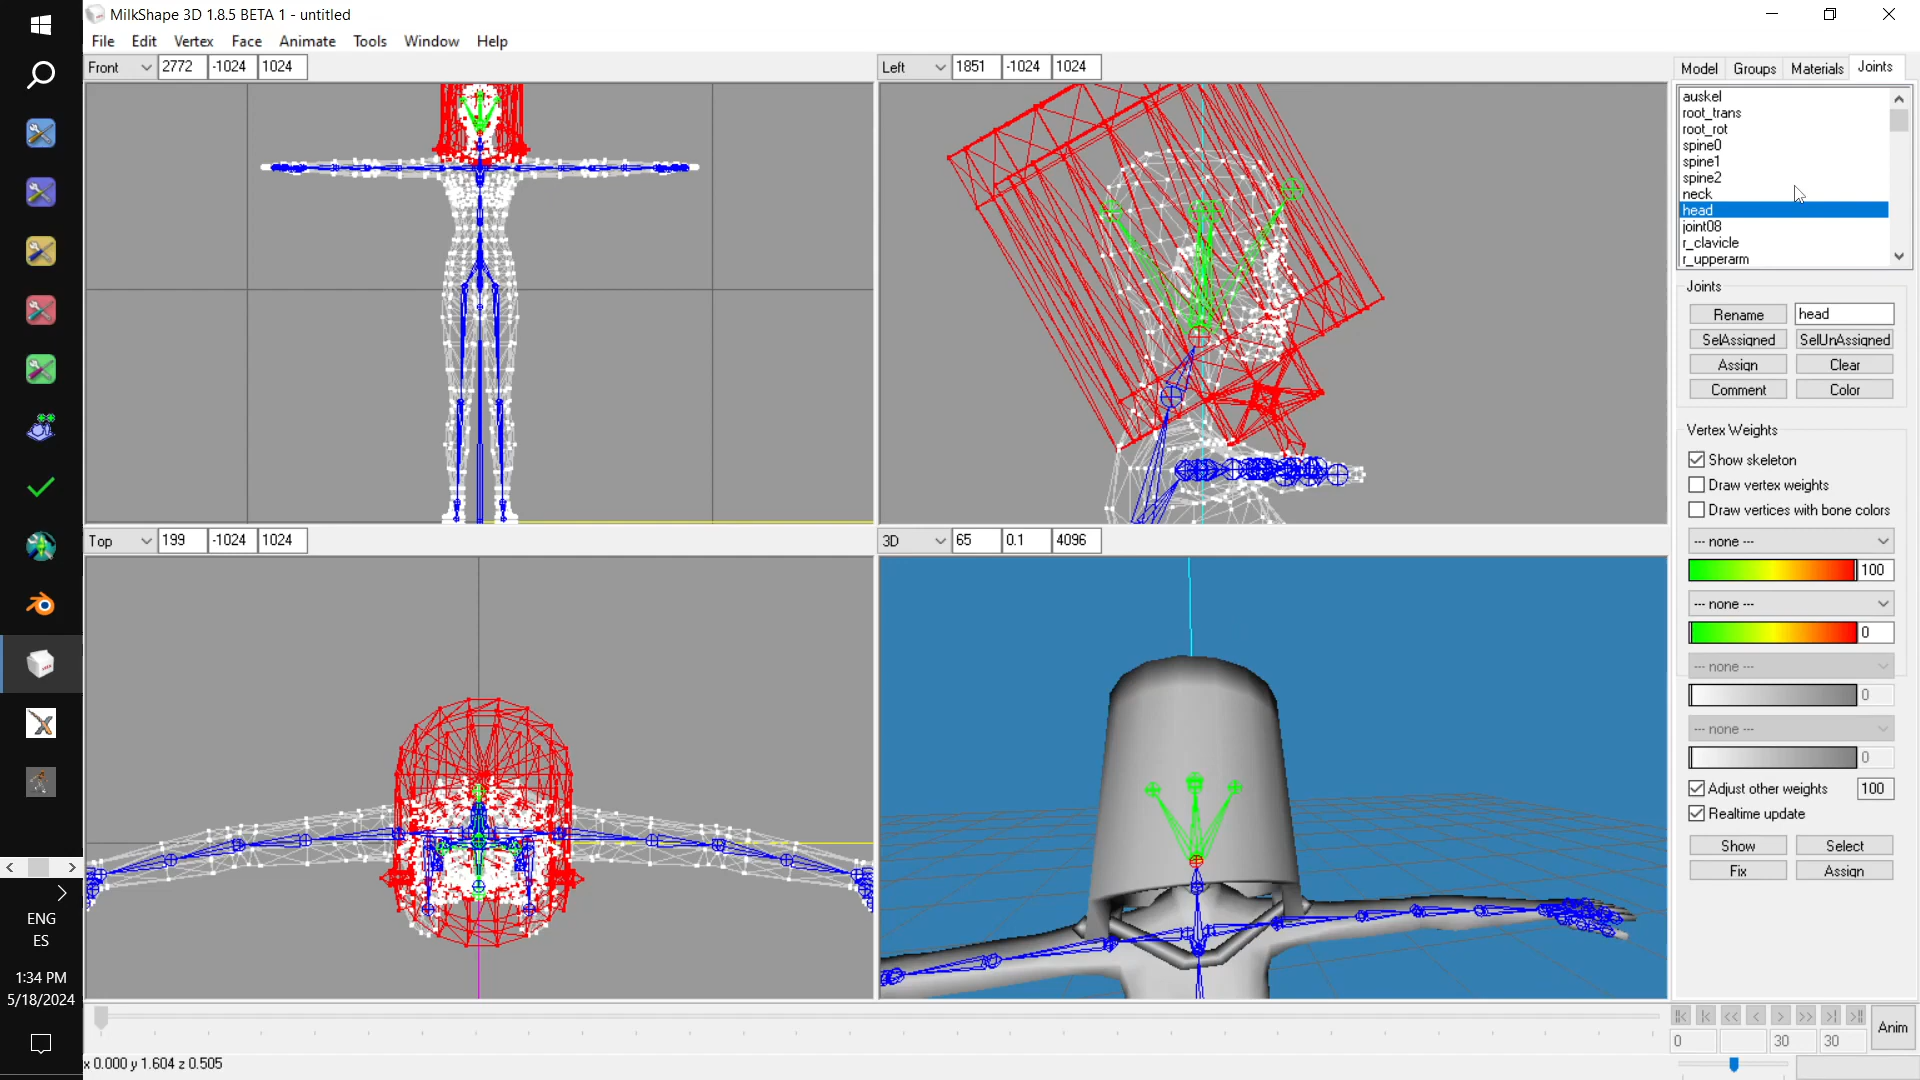 MilkShape 3D 1.8.5 BETA 1 - untitled
File Edit Vertex Face Animate Tools Window Help
Front 2772 -1024 1024
Left 1851 -1024 1024
Model Groups Materials Joints
auskel
root_trans
root_rot
spine0
spine1
spine2
neck
head
joint08
r_clavicle
r_upperarm
Joints
Rename head
SelAssigned SelUnAssigned
Assign Clear
Comment Color
Vertex Weights
Show skeleton
Draw vertex weights
Draw vertices with bone colors
Top 199 -1024 1024
3D 65 0.1 4096
--- none ---
100
--- none ---
0
--- none ---
0
--- none ---
0
Adjust other weights 100
Realtime update
Show Select
Fix Assign
ENG
ES
1:34 PM
5/18/2024
0 30 30 Anim
x 0.000 y 1.604 z 0.505